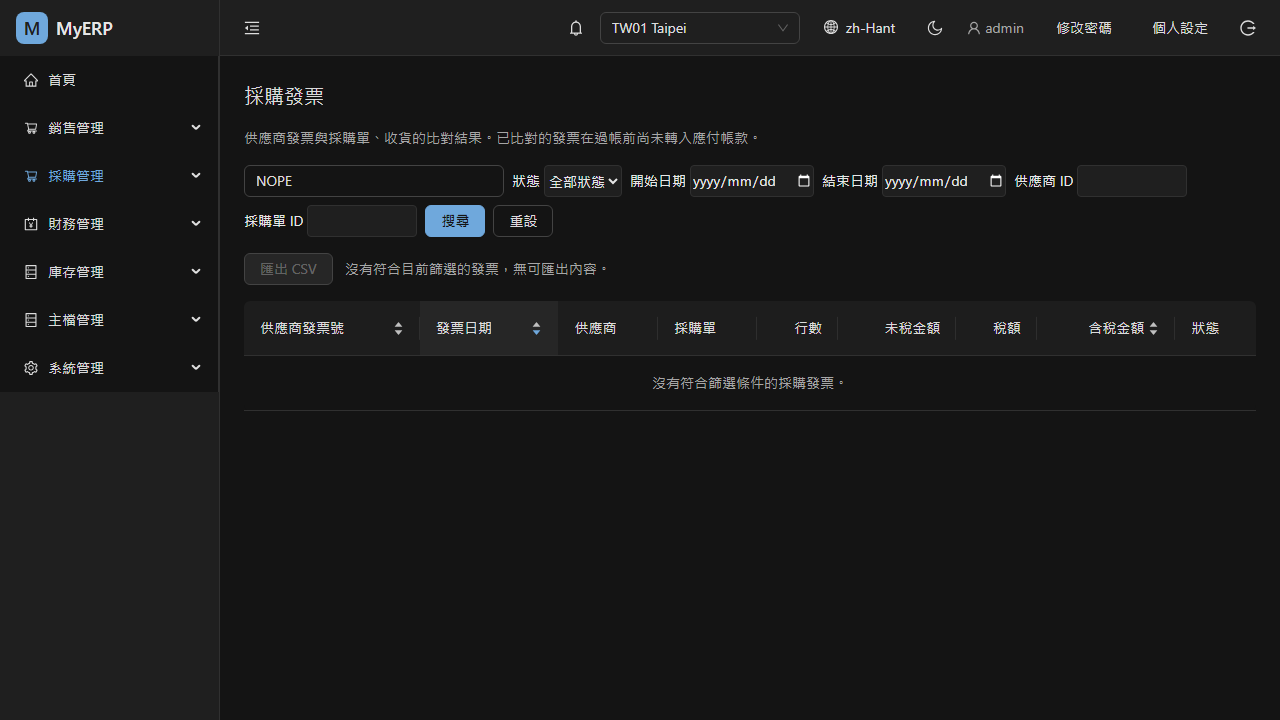 M MyERP
TW01 Taipei
zh-Hant
admin
修改密碼
個人設定
首頁
銷售管理
採購管理
財務管理
庫存管理
主檔管理
系統管理
採購發票
供應商發票與採購單、收貨的比對結果。已比對的發票在過帳前尚未轉入應付帳款。
NOPE 狀態 全部狀態 開始日期 yyyy/mm/dd 結束日期 yyyy/mm/dd 供應商 ID
採購單 ID 搜尋 重設
匯出 CSV 沒有符合目前篩選的發票，無可匯出內容。
供應商發票號 發票日期 供應商 採購單 行數 未稅金額 稅額 含稅金額 狀態
沒有符合篩選條件的採購發票。